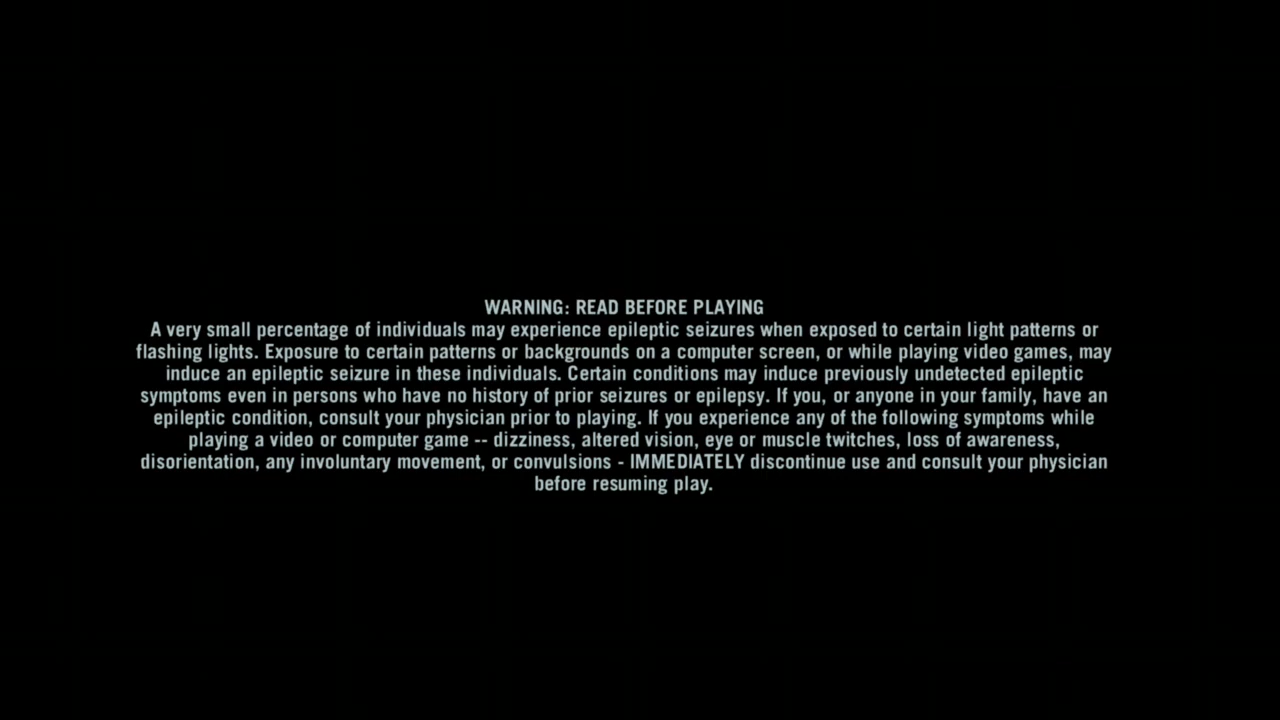 WARNING: READ BEFORE PLAYING
A very small percentage of individuals may experience epileptic seizures when exposed to certain light patterns or
flashing lights. Exposure to certain patterns or backgrounds on a computer screen, or while playing video games, may
induce an epileptic seizure in these individuals. Certain conditions may induce previously undetected epileptic
symptoms even in persons who have no history of prior seizures or epilepsy. If you, or anyone in your family, have an
epileptic condition, consult your physician prior to playing. If you experience any of the following symptoms while
playing a video or computer game -- dizziness, altered vision, eye or muscle twitches, loss of awareness,
disorientation, any involuntary movement, or convulsions - IMMEDIATELY discontinue use and consult your physician
before resuming play.